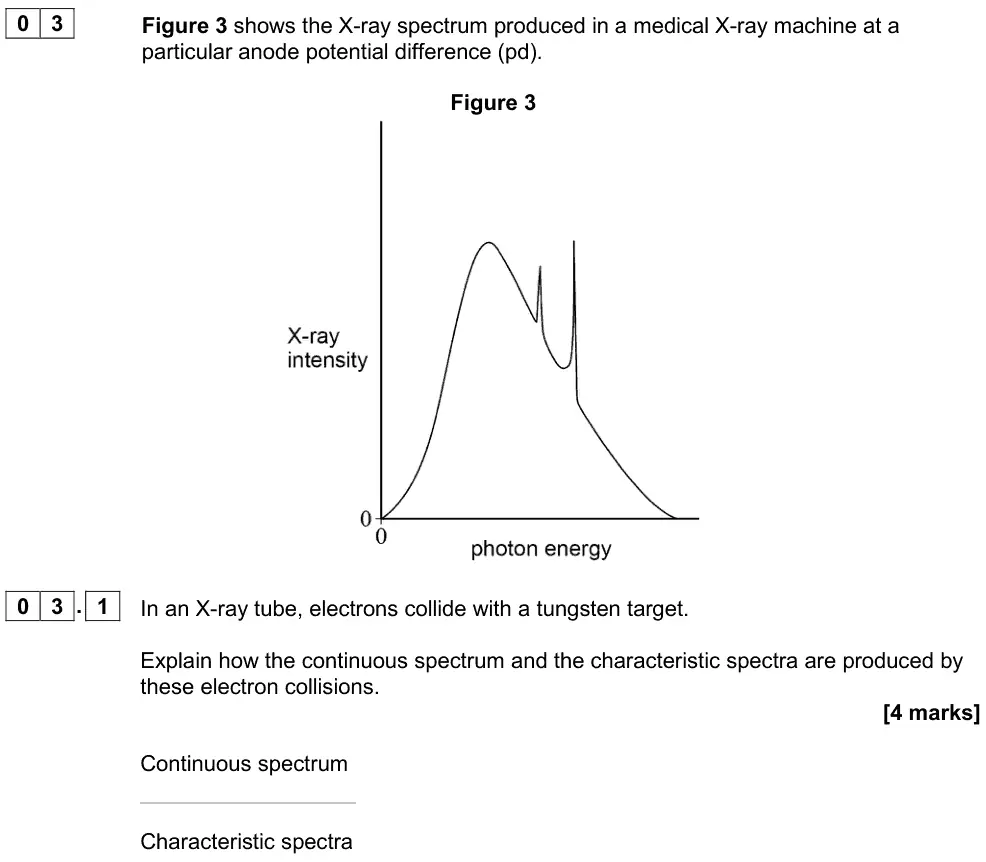 0 3 Figure 3 shows the X-ray spectrum produced in a medical X-ray machine at a
particular anode potential difference (pd).
Figure 3
X-ray
intensity
0
0
photon energy
0 3 . 1 In an X-ray tube, electrons collide with a tungsten target.
Explain how the continuous spectrum and the characteristic spectra are produced by
these electron collisions.
[4 marks]
Continuous spectrum
Characteristic spectra